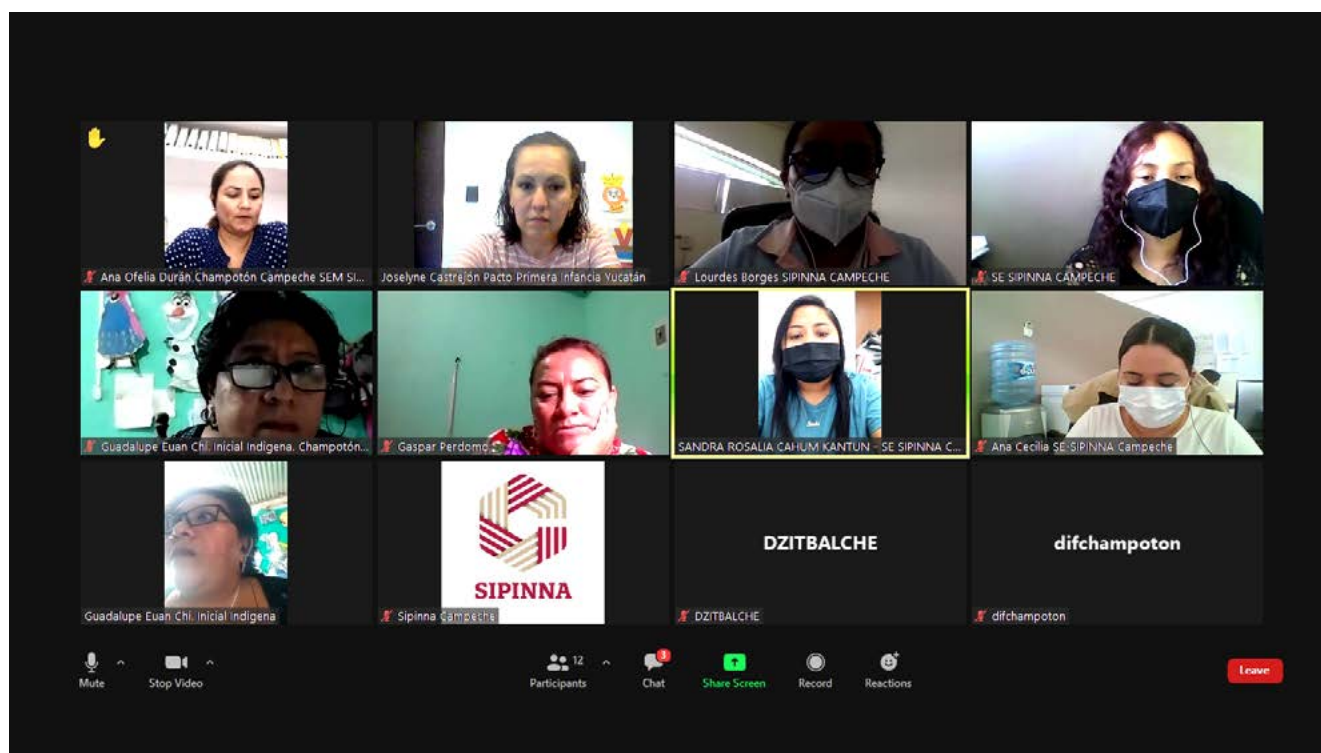 Ana Ofelia Durán Champotón Campeche SEM SI...
Joselyne Castrejón Pacto Primera Infancia Yucatán
Lourdes Borges SIPINNA CAMPECHE
SE SIPINNA CAMPECHE
Guadalupe Euan Chi. Inicial Indigena. Champotón...
Gaspar Perdomo
SANDRA ROSALIA CAHUM KANTUN - SE SIPINNA C...
Ana Cecilia SE-SIPINNA Campeche
Guadalupe Euan Chi. Inicial Indigena
SIPINNA
Sipinna Campeche
DZITBALCHE
DZITBALCHE
difchampoton
difchampoton
Mute
Stop Video
12
Participants
3
Chat
Share Screen
Record
Reactions
Leave